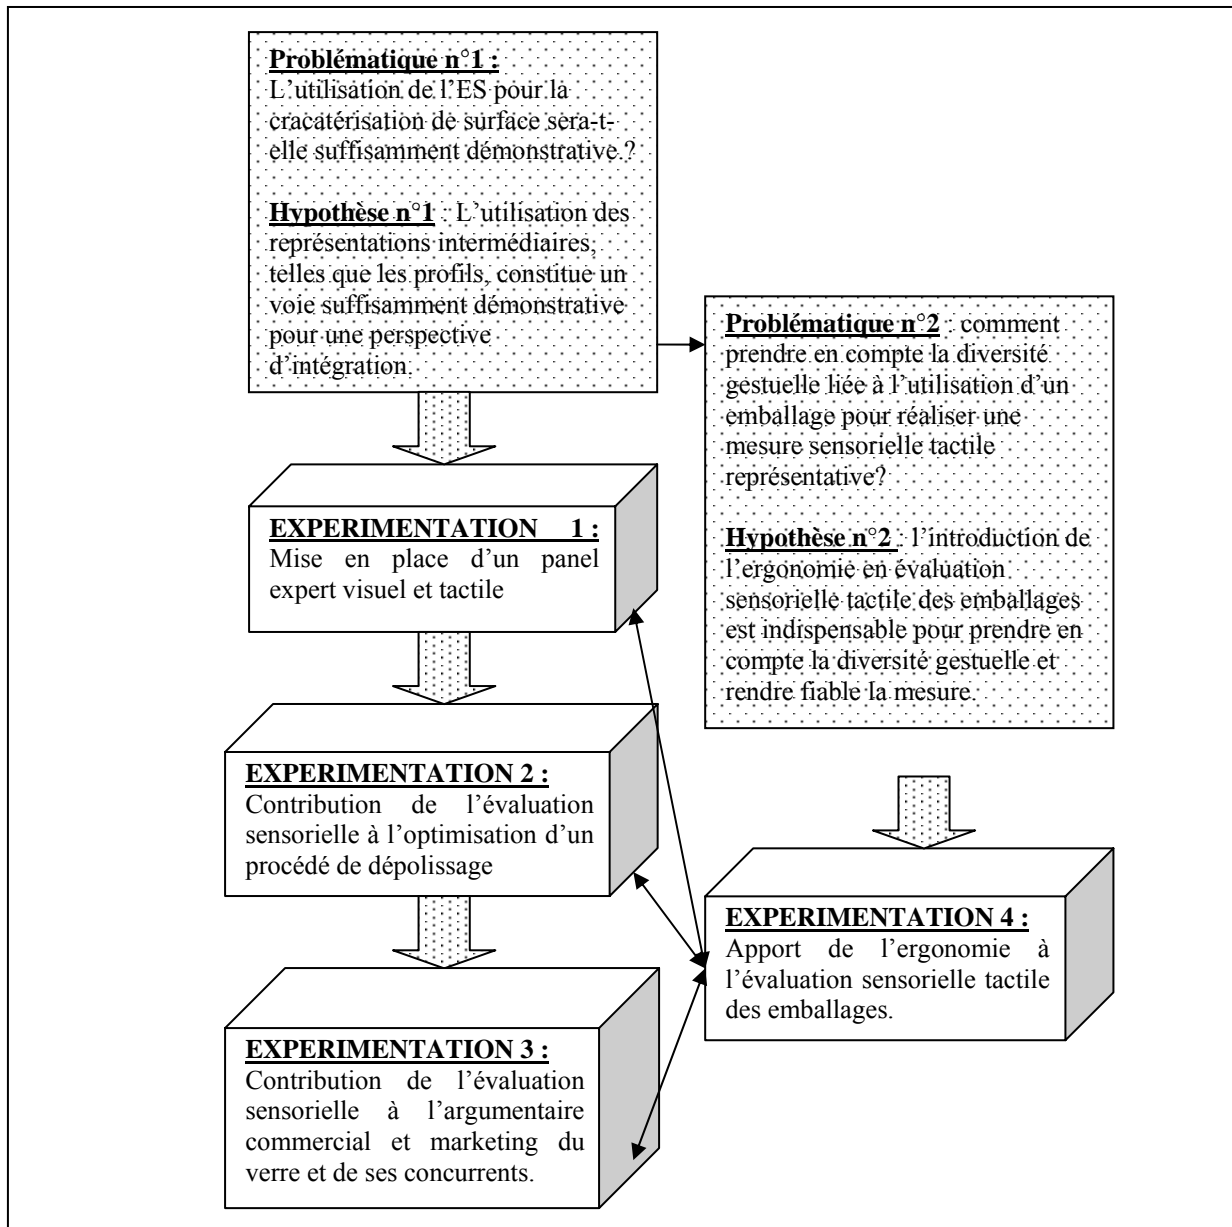 Problématique n°1 :
L'utilisation de l'ES pour la
cracatérisation de surface sera-t-
elle suffisamment démonstrative.?
Hypothèse n°1 : L'utilisation des
représentations intermédiaires,
telles que les profils, constitue un
voie suffisamment démonstrative
pour une perspective
d'intégration.
Problématique n°2 : comment
prendre en compte la diversité
gestuelle liée à l'utilisation d'un
emballage pour réaliser une
mesure sensorielle tactile
représentative?
Hypothèse n°2 : l'introduction de
l'ergonomie en évaluation
sensorielle tactile des emballages
est indispensable pour prendre en
compte la diversité gestuelle et
rendre fiable la mesure.
EXPERIMENTATION 1 :
Mise en place d'un panel
expert visuel et tactile
EXPERIMENTATION 2 :
Contribution de l'évaluation
sensorielle à l'optimisation d'un
procédé de dépolissage
EXPERIMENTATION 3 :
Contribution de l'évaluation
sensorielle à l'argumentaire
commercial et marketing du
verre et de ses concurrents.
EXPERIMENTATION 4 :
Apport de l'ergonomie à
l'évaluation sensorielle tactile
des emballages.